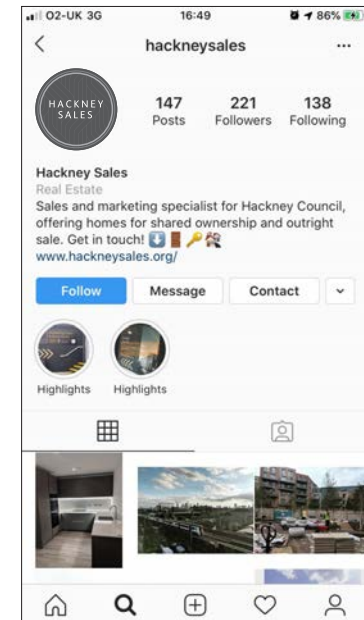 O2-UK 3G 16:49 86%
hackneysales
HACKNEY
SALES
147 221 138
Posts Followers Following
Hackney Sales
Real Estate
Sales and marketing specialist for Hackney Council,
offering homes for shared ownership and outright
sale. Get in touch! ⬇️🚪🔑
www.hackneysales.org/
Follow Message Contact
Highlights Highlights